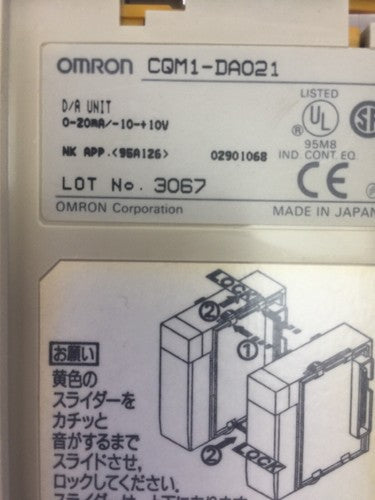 OMRON CQM1-DA021
LISTED
D/A UNIT
0-20mA/-10-+10V
UL
®
95M8
NK APP.<95A126> 02901068 IND. CONT. EQ.
LOT No. 3067 CE
OMRON Corporation MADE IN JAPAN
LOCK
②
①
お願い
黄色の
スライダーを
カチッと
音がするまで
スライドさせ,
ロックしてください.
②
LOCK